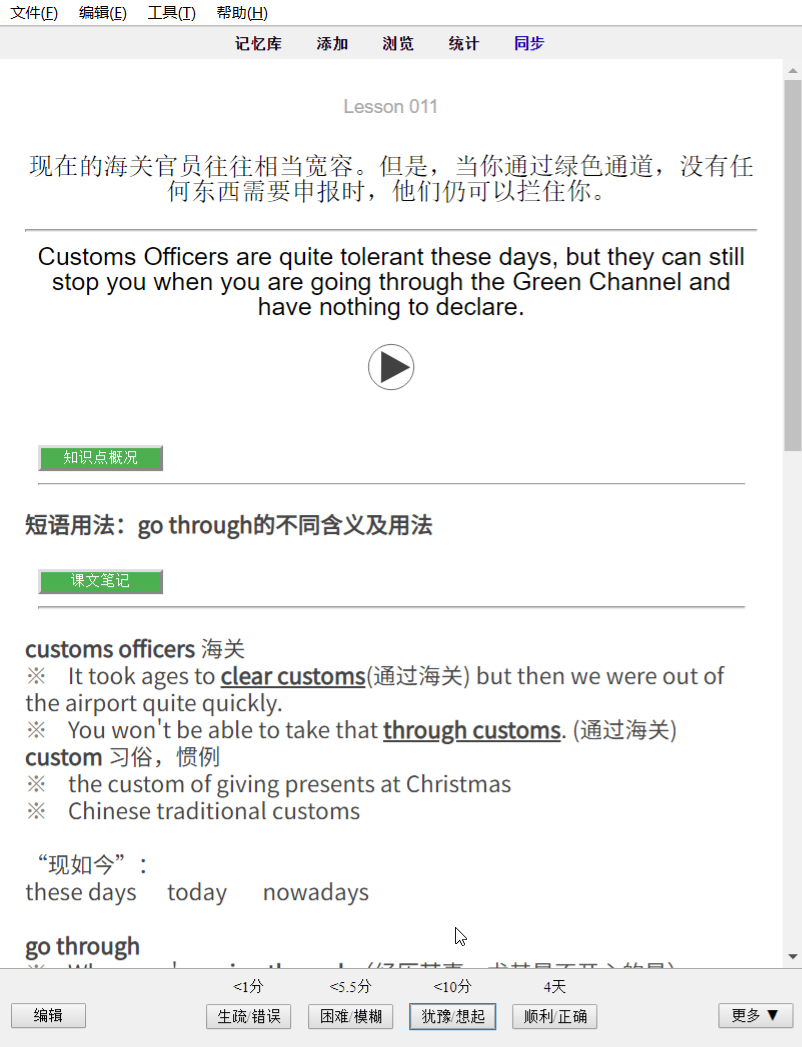 文件(F) 编辑(E) 工具(T) 帮助(H)
记忆库 添加 浏览 统计 同步
Lesson 011
现在的海关官员往往相当宽容。但是，当你通过绿色通道，没有任
何东西需要申报时，他们仍可以拦住你。
Customs Officers are quite tolerant these days, but they can still
stop you when you are going through the Green Channel and
have nothing to declare.
知识点概况
短语用法：go through的不同含义及用法
课文笔记
customs officers 海关
※ It took ages to clear customs(通过海关) but then we were out of
the airport quite quickly.
※ You won't be able to take that through customs. (通过海关)
custom 习俗，惯例
※ the custom of giving presents at Christmas
※ Chinese traditional customs
“现如今”：
these days today nowadays
go through
<1分 <5.5分 <10分 4天
编辑 生疏/错误 困难/模糊 犹豫/想起 顺利/正确 更多 ▼